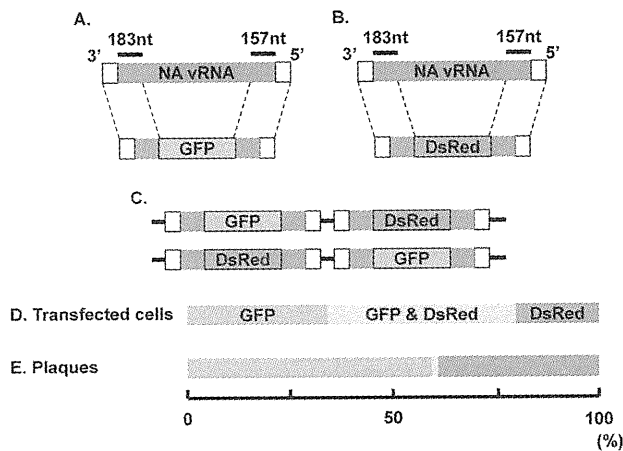 A.
183nt 157nt
3’ 5’
NA vRNA
GFP
B.
183nt 157nt
3’ 5’
NA vRNA
DsRed
C.
GFP DsRed
DsRed GFP
D. Transfected cells GFP GFP & DsRed DsRed
E. Plaques
0 50 100
(%)